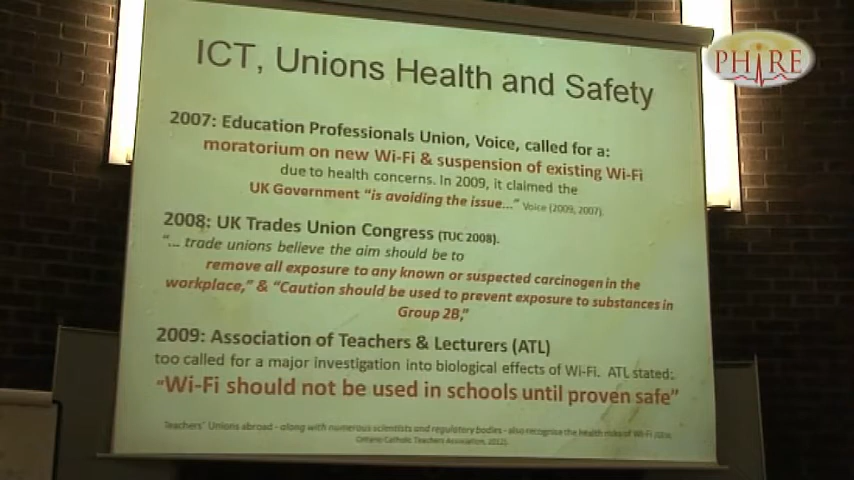 ICT, Unions Health and Safety
PHIRE
2007: Education Professionals Union, Voice, called for a:
moratorium on new Wi-Fi & suspension of existing Wi-Fi
due to health concerns. In 2009, it claimed the
UK Government "is avoiding the issue..." Voice (2009, 2007).
2008: UK Trades Union Congress (TUC 2008).
"... trade unions believe the aim should be to
remove all exposure to any known or suspected carcinogen in the
workplace," & "Caution should be used to prevent exposure to substances in
Group 2B,"
2009: Association of Teachers & Lecturers (ATL)
too called for a major investigation into biological effects of Wi-Fi. ATL stated:
"Wi-Fi should not be used in schools until proven safe"
Teachers' Unions abroad - along with numerous scientists and regulatory bodies - also recognise the health risks of Wi-Fi
Ontario Catholic Teachers Association,